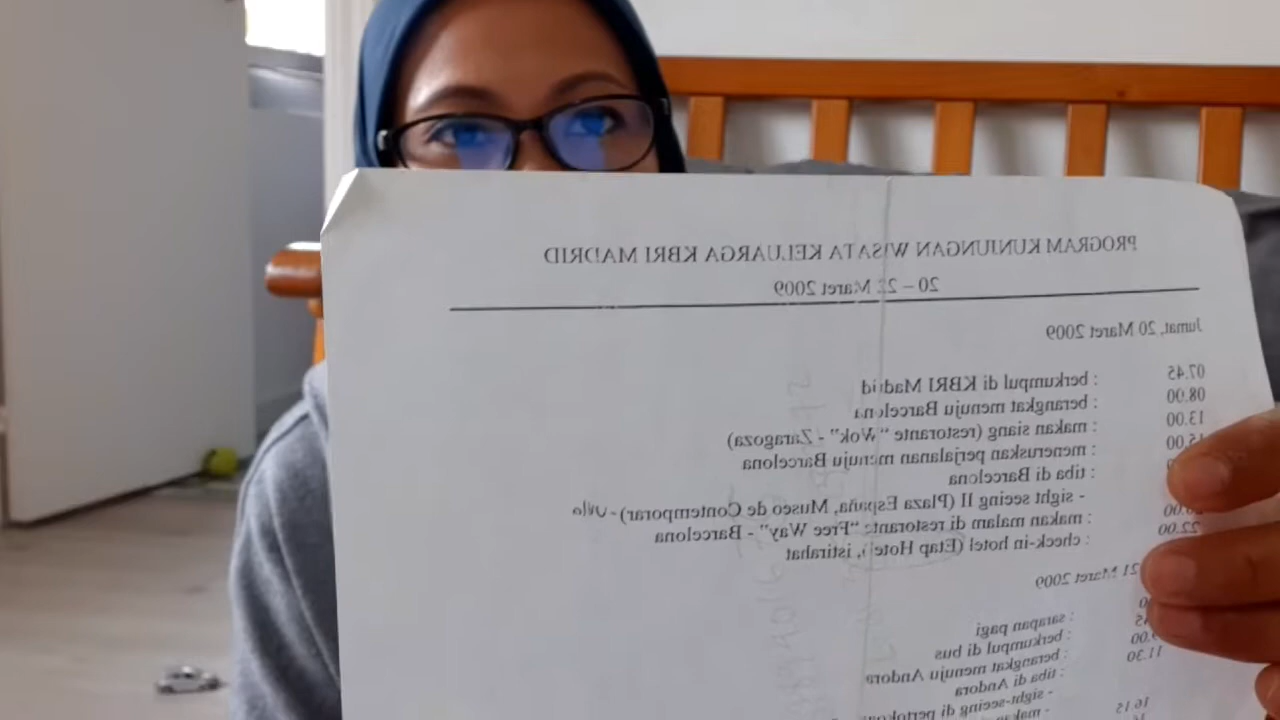 PROGRAM KUNJUNGAN WISATA KELUARGA KBRI MADRID
20 – 22 Maret 2009
Jumat, 20 Maret 2009
07.45 : berkumpul di KBRI Madrid
08.00 : berangkat menuju Barcelona
13.00 : makan siang (restorante “Wok” - Zaragoza)
15.00 : meneruskan perjalanan menuju Barcelona
: tiba di Barcelona
- sight seeing II (Plaza España, Museo de Contemporar) -
: makan malam di restorante “Free Way” - Barcelona
22.00 : check-in hotel (Etap Hotel), istirahat
21 Maret 2009
: sarapan pagi
: berkumpul di bus
: berangkat menuju Andora
11.30 : tiba di Andora
- sight-seeing di
16.15 - makan